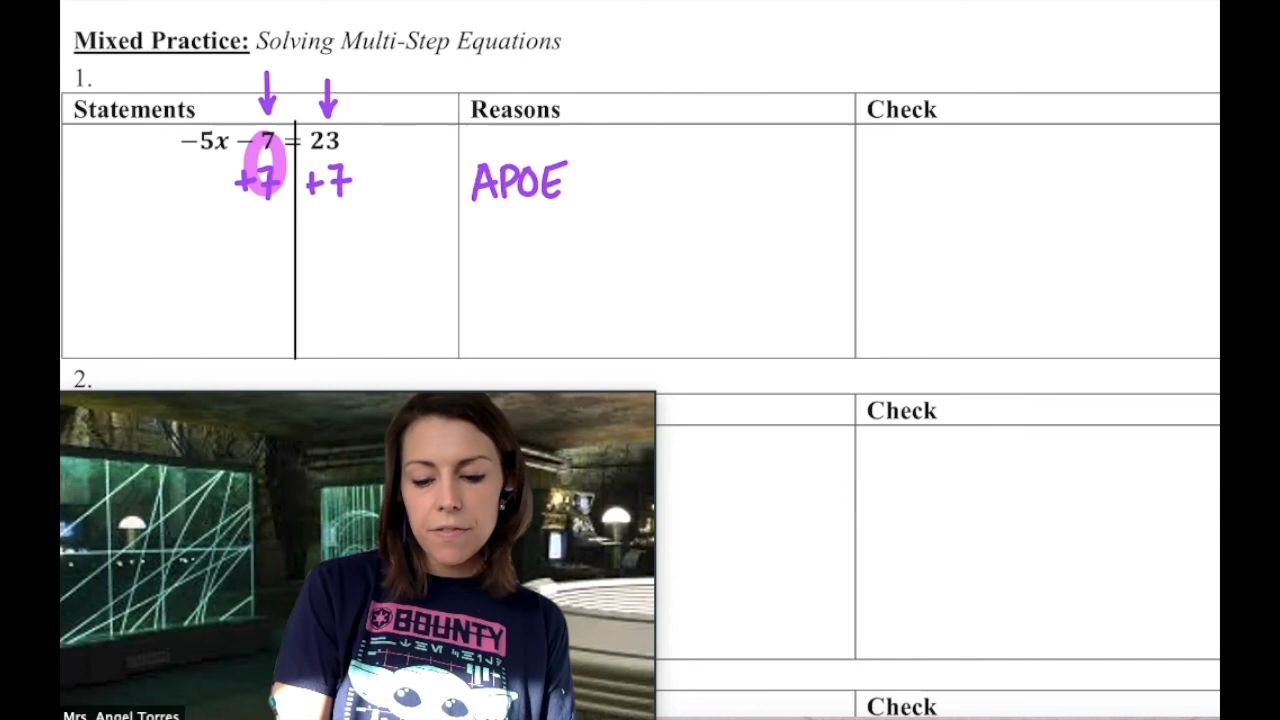 Mixed Practice: Solving Multi-Step Equations
1.
Statements Reasons Check
−5x − 7 = 23
+7 +7 APOE
2.
Check
BOUNTY
Check
Mrs. Angel Torres